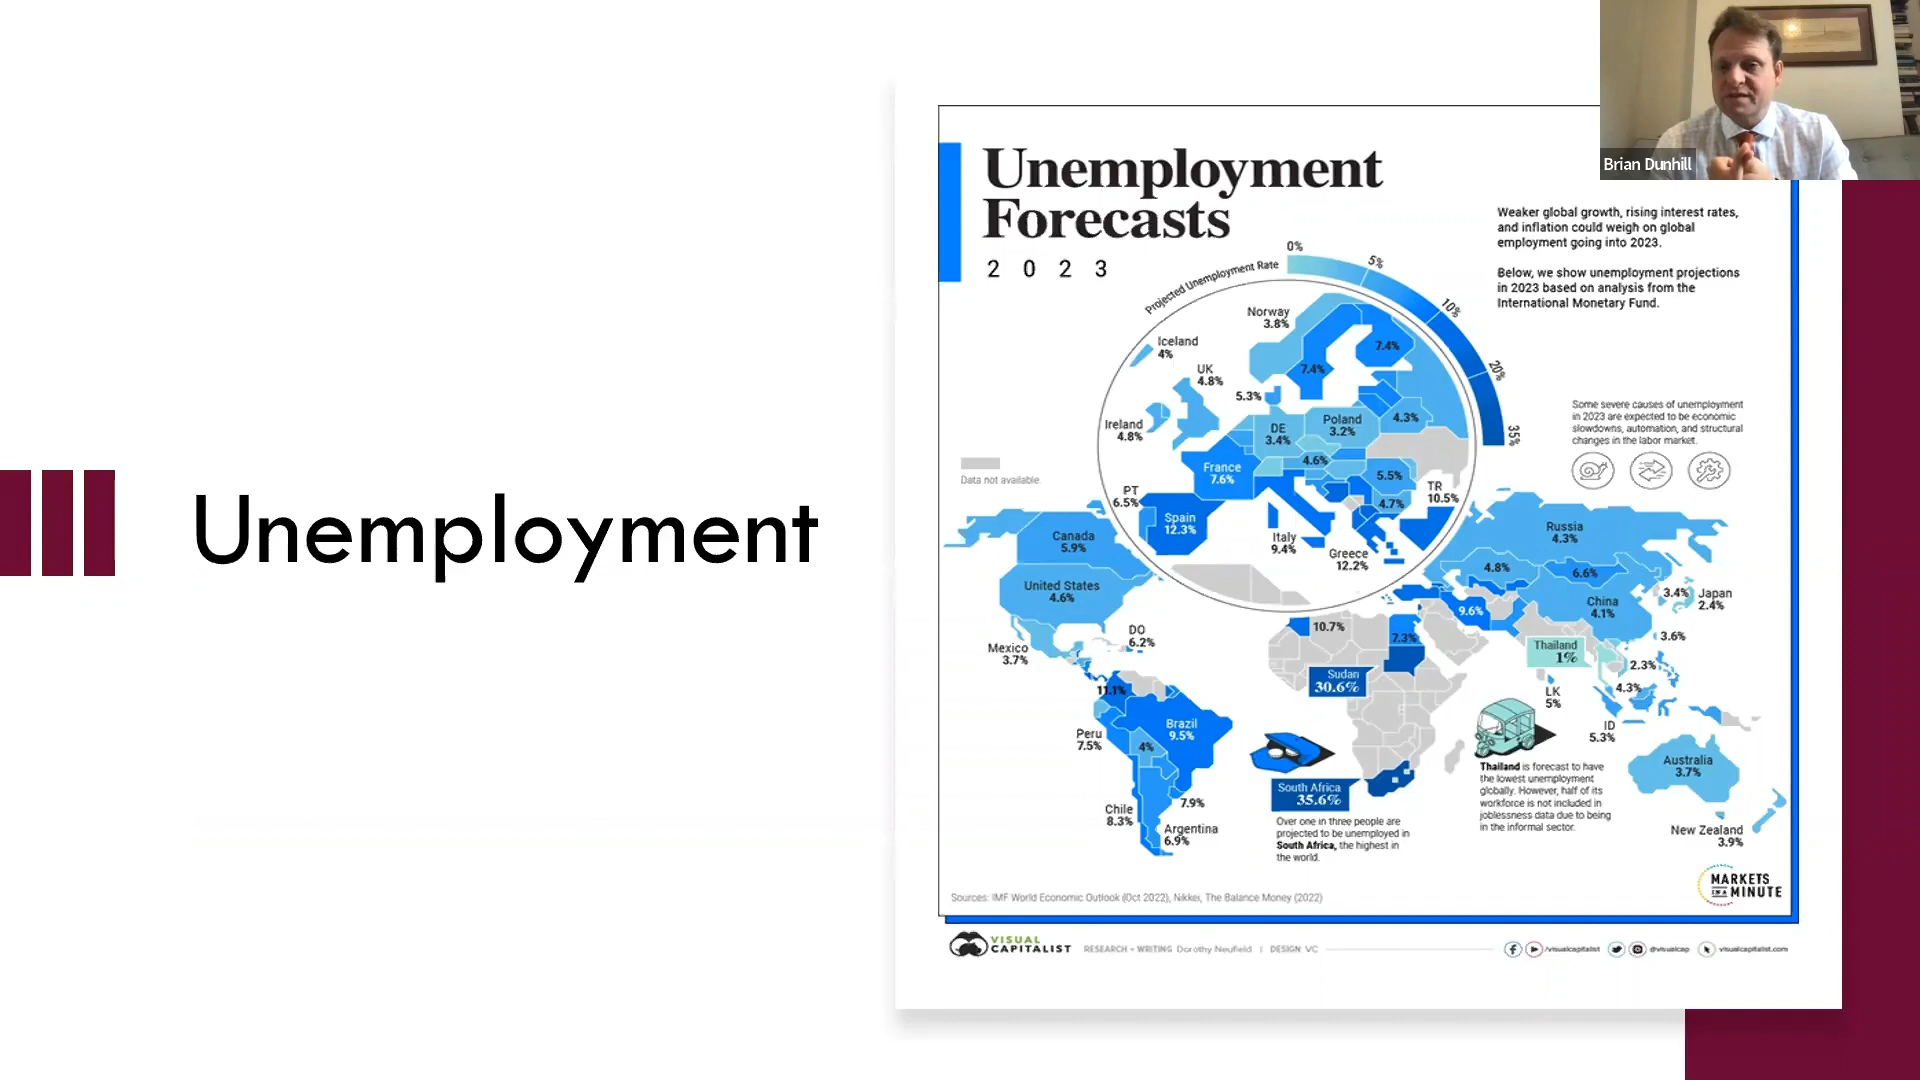 Brian Dunhill
Unemployment
Unemployment
Forecasts
2 0 2 3
Weaker global growth, rising interest rates,
and inflation could weigh on global
employment going into 2023.
Below, we show unemployment projections
in 2023 based on analysis from the
International Monetary Fund.
Projected Unemployment Rate
0%
5%
10%
20%
35%
Some severe causes of unemployment
in 2023 are expected to be economic
slowdowns, automation, and structural
changes in the labor market.
Data not available.
Norway
3.8%
Iceland
4%
UK
4.8%
7.4%
7.4%
5.3%
Ireland
4.8%
DE
3.4%
Poland
3.2%
4.3%
France
7.6%
4.6%
5.5%
4.7%
PT
6.5%
Spain
12.3%
Italy
9.4%
Greece
12.2%
TR
10.5%
Canada
5.9%
United States
4.6%
Mexico
3.7%
DO
6.2%
11.1%
Peru
7.5%
Brazil
9.5%
4%
Chile
8.3%
7.9%
Argentina
6.9%
10.7%
7.3%
Sudan
30.6%
South Africa
35.6%
Over one in three people are
projected to be unemployed in
South Africa, the highest in
the world.
Russia
4.3%
4.8%
6.6%
9.6%
China
4.1%
3.4%
Japan
2.4%
3.6%
Thailand
1%
2.3%
4.3%
LK
5%
ID
5.3%
Thailand is forecast to have
the lowest unemployment
globally. However, half of its
workforce is not included in
joblessness data due to being
in the informal sector.
Australia
3.7%
New Zealand
3.9%
MARKETS
IN A MINUTE
Sources: IMF World Economic Outlook (Oct 2022), Nikkei, The Balance Money (2022)
VISUAL
CAPITALIST
RESEARCH + WRITING Dorothy Neufeld | DESIGN VC
/visualcapitalist @visualcap visualcapitalist.com